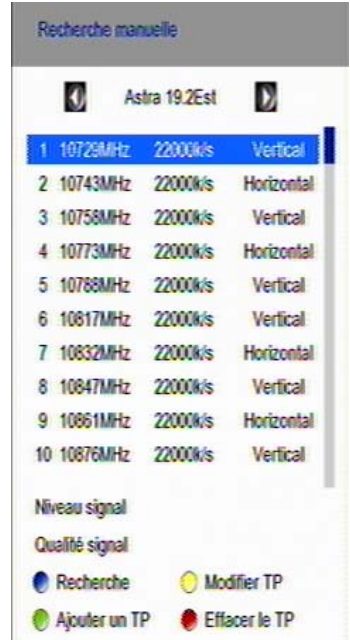 Recherche manuelle
Astra 19.2Est
1 10729MHz 22000k/s Vertical
2 10743MHz 22000k/s Horizontal
3 10758MHz 22000k/s Vertical
4 10773MHz 22000k/s Horizontal
5 10788MHz 22000k/s Vertical
6 10817MHz 22000k/s Vertical
7 10832MHz 22000k/s Horizontal
8 10847MHz 22000k/s Vertical
9 10861MHz 22000k/s Horizontal
10 10876MHz 22000k/s Vertical
Niveau signal
Qualité signal
Recherche Modifier TP
Ajouter un TP Effacer le TP